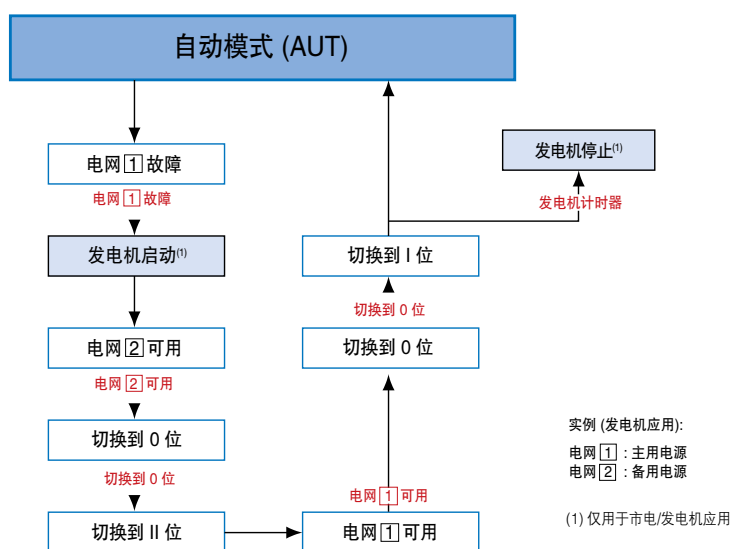 自动模式 (AUT)
电网 1 故障
电网 1 故障
发电机启动(1)
电网 2 可用
电网 2 可用
切换到 0 位
切换到 0 位
切换到 II 位
电网 1 可用
电网 1 可用
切换到 0 位
切换到 0 位
切换到 I 位
发电机计时器
发电机停止(1)
实例 (发电机应用):
电网 1 : 主用电源
电网 2 : 备用电源
(1) 仅用于市电/发电机应用